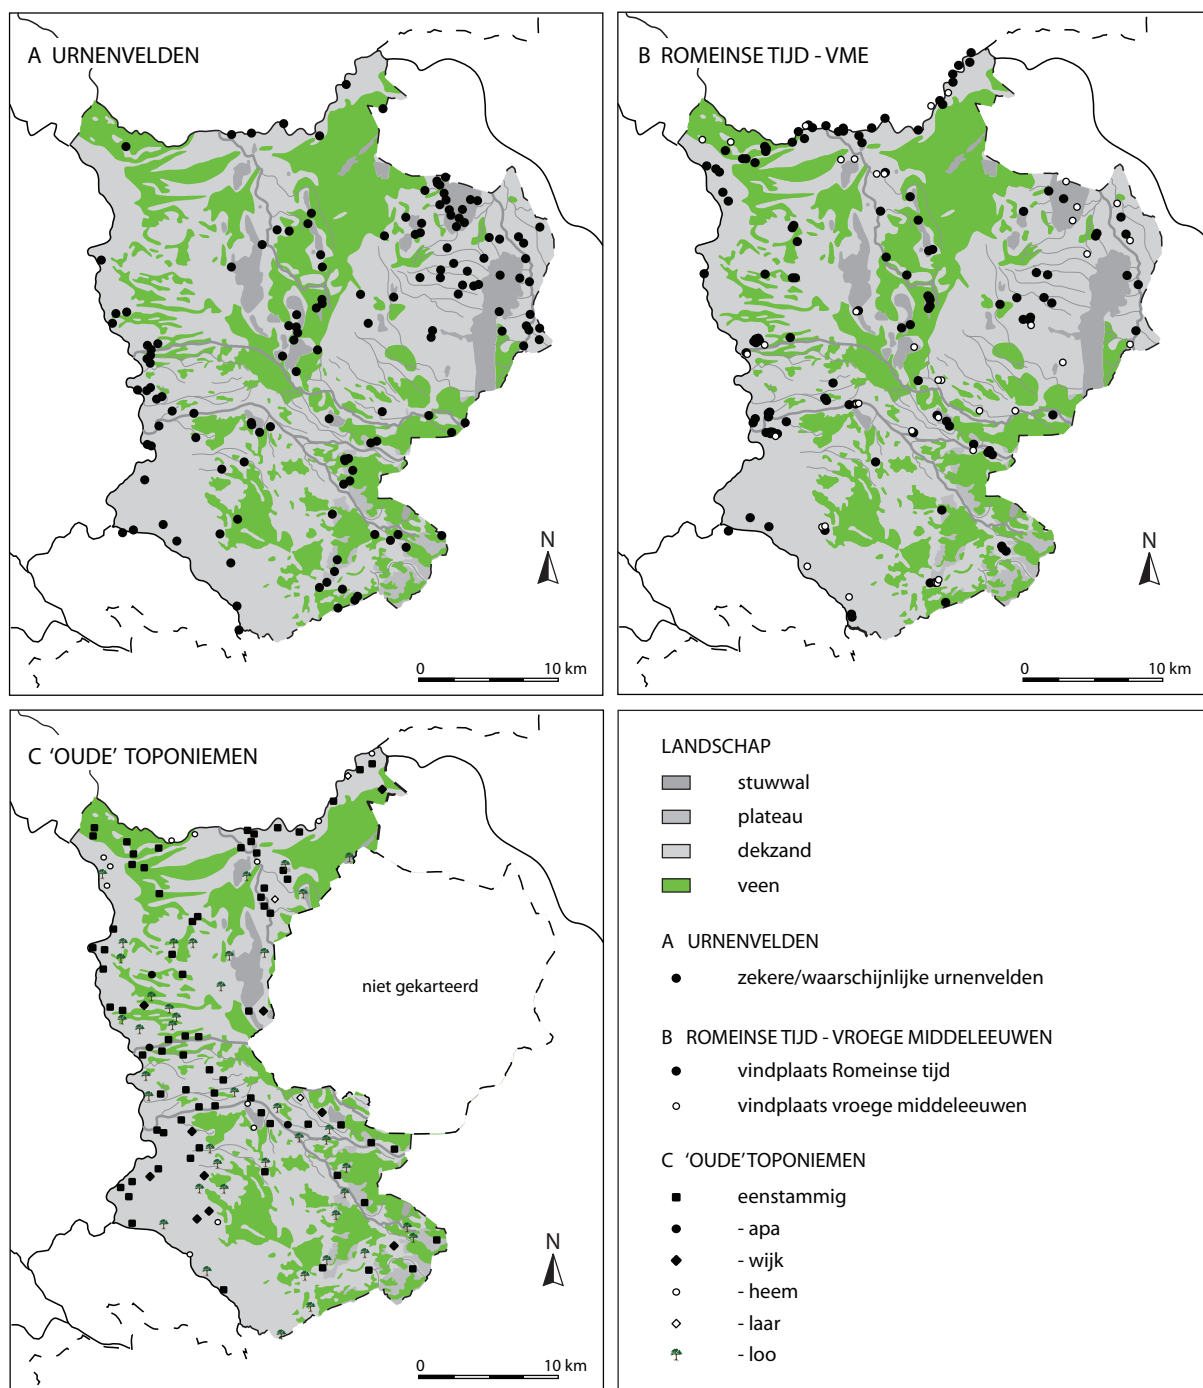 A URNENVELDEN
N
0 10 km
B ROMEINSE TIJD - VME
N
0 10 km
C ‘OUDE’ TOPONIEMEN
niet gekarteerd
N
0 10 km
LANDSCHAP
stuwwal
plateau
dekzand
veen
A URNENVELDEN
zekere/waarschijnlijke urnenvelden
B ROMEINSE TIJD - VROEGE MIDDELEEUWEN
vindplaats Romeinse tijd
vindplaats vroege middeleeuwen
C ‘OUDE’ TOPONIEMEN
eenstammig
- apa
- wijk
- heem
- laar
- loo